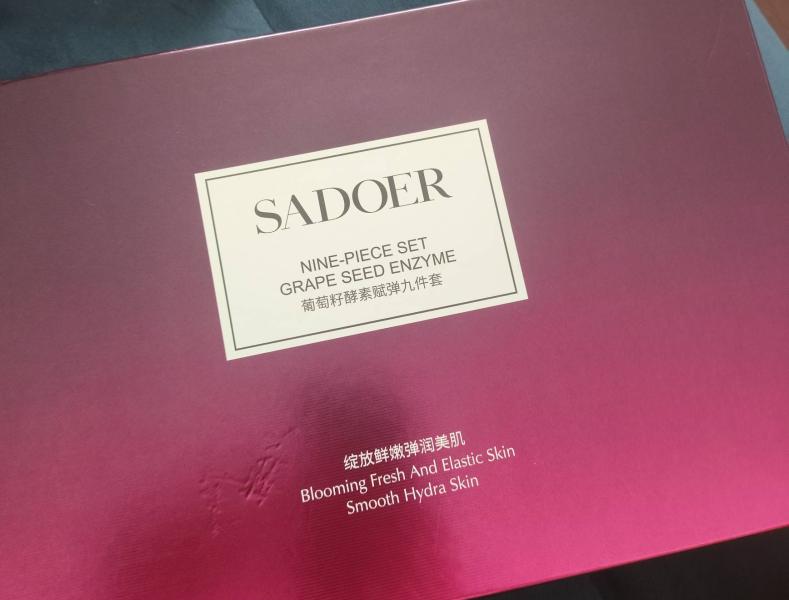 SADOER
NINE-PIECE SET
GRAPE SEED ENZYME
葡萄籽酵素赋弹九件套
绽放鲜嫩弹润美肌
Blooming Fresh And Elastic Skin
Smooth Hydra Skin